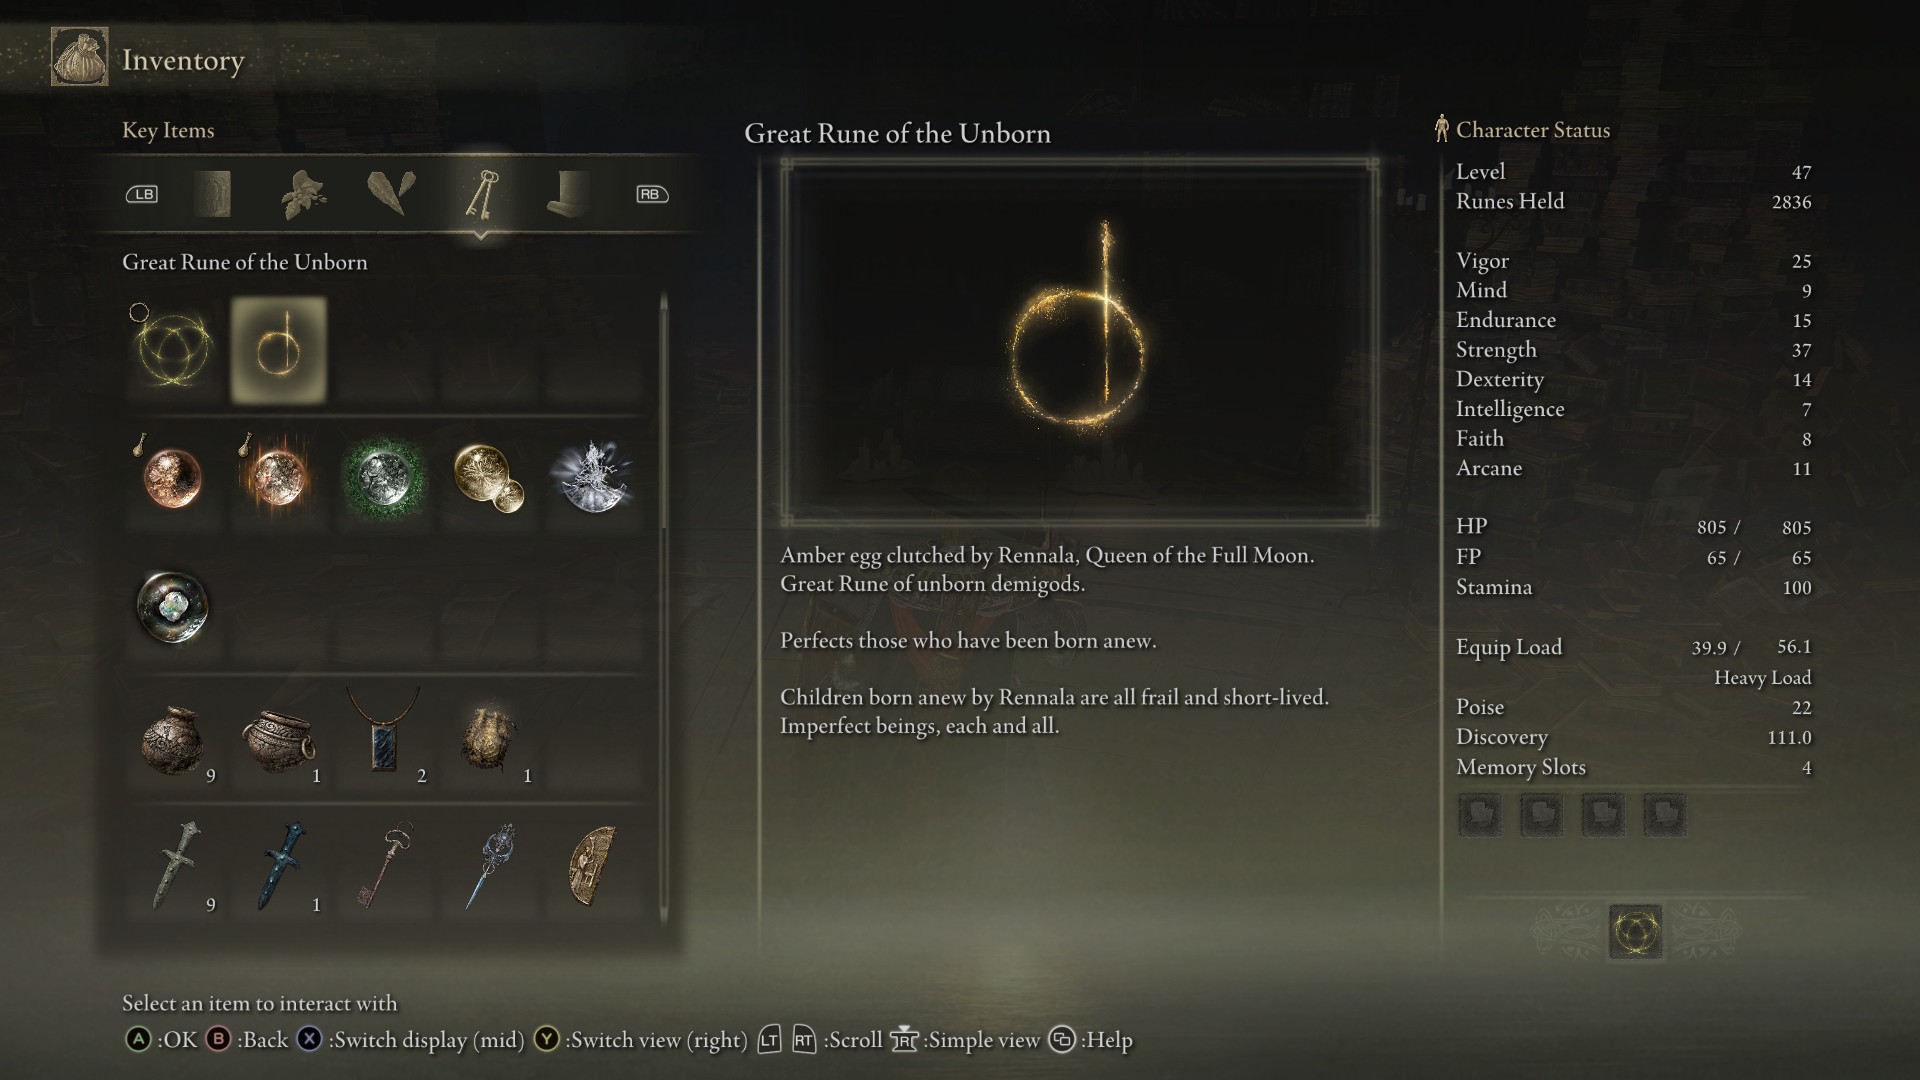 Inventory
Key Items
LB
RB
Great Rune of the Unborn
9
1
2
1
9
1
Great Rune of the Unborn
Amber egg clutched by Rennala, Queen of the Full Moon.
Great Rune of unborn demigods.
Perfects those who have been born anew.
Children born anew by Rennala are all frail and short-lived.
Imperfect beings, each and all.
Character Status
Level 47
Runes Held 2836
Vigor 25
Mind 9
Endurance 15
Strength 37
Dexterity 14
Intelligence 7
Faith 8
Arcane 11
HP 805 / 805
FP 65 / 65
Stamina 100
Equip Load 39.9 / 56.1
Heavy Load
Poise 22
Discovery 111.0
Memory Slots 4
Select an item to interact with
A :OK B :Back X :Switch display (mid) Y :Switch view (right) LT RT :Scroll R :Simple view :Help